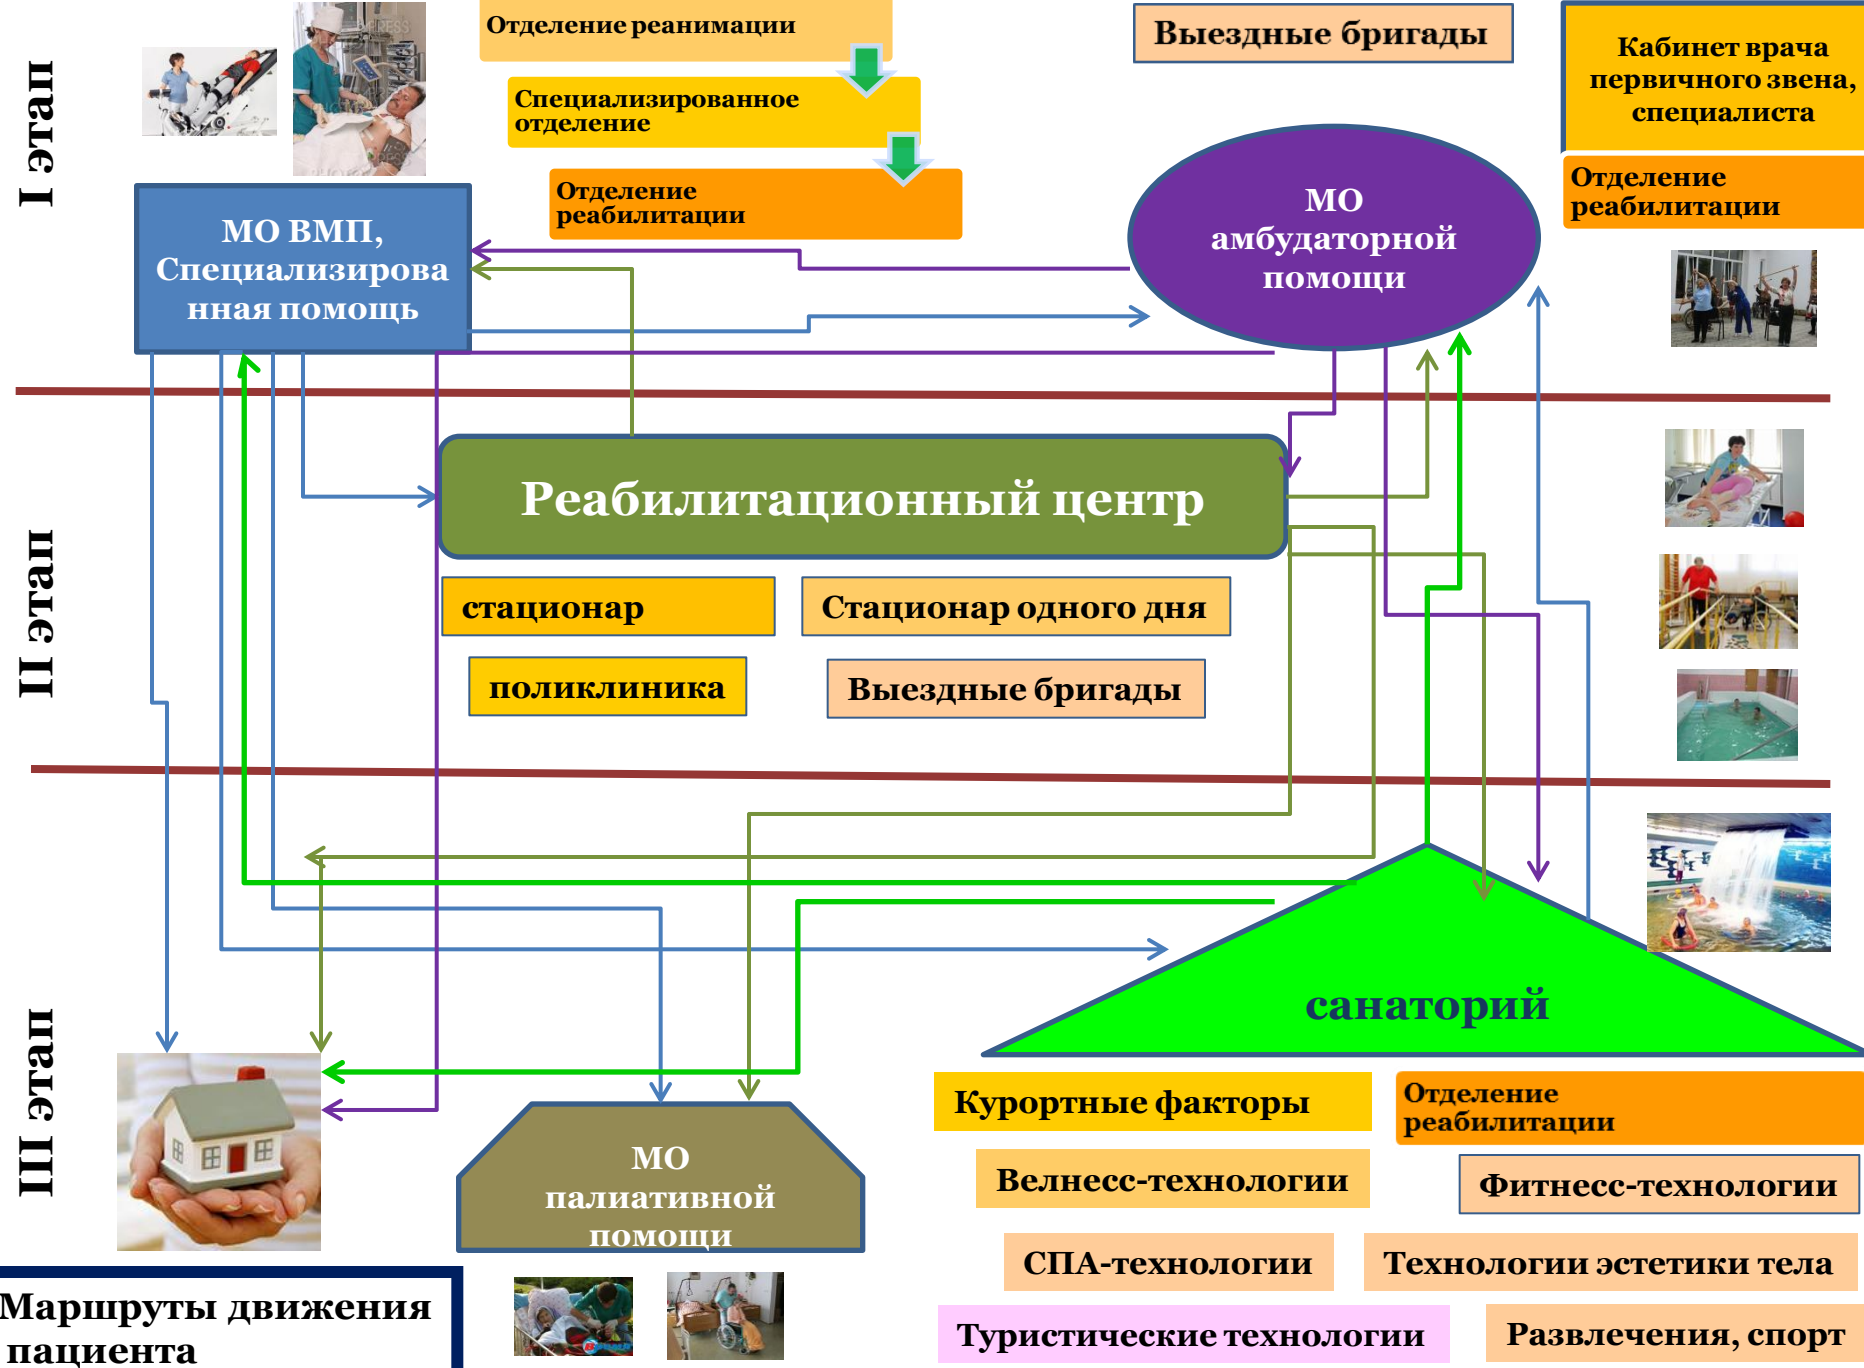 I этап
Отделение реанимации
Специализированное
отделение
Отделение
реабилитации
Выездные бригады
Кабинет врача
первичного звена,
специалиста
Отделение
реабилитации
МО ВМП,
Специализирова
нная помощь
МО
амбудаторной
помощи
II этап
Реабилитационный центр
стационар
Стационар одного дня
поликлиника
Выездные бригады
III этап
санаторий
МО
палиативной
помощи
Курортные факторы
Отделение
реабилитации
Велнесс-технологии
Фитнесс-технологии
СПА-технологии
Технологии эстетики тела
Туристические технологии
Развлечения, спорт
Маршруты движения
пациента